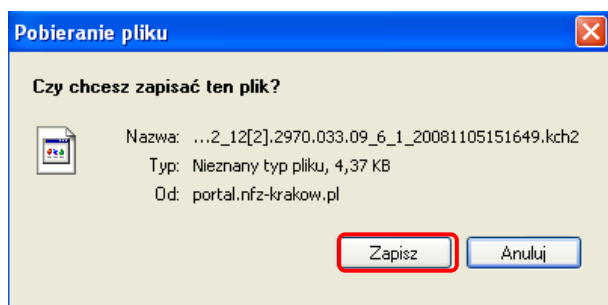 Pobieranie pliku
Czy chcesz zapisać ten plik?
Nazwa: ...2_12[2].2970.033.09_6_1_20081105151649.kch2
Typ: Nieznany typ pliku, 4,37 KB
Od: portal.nfz-krakow.pl
Zapisz Anuluj